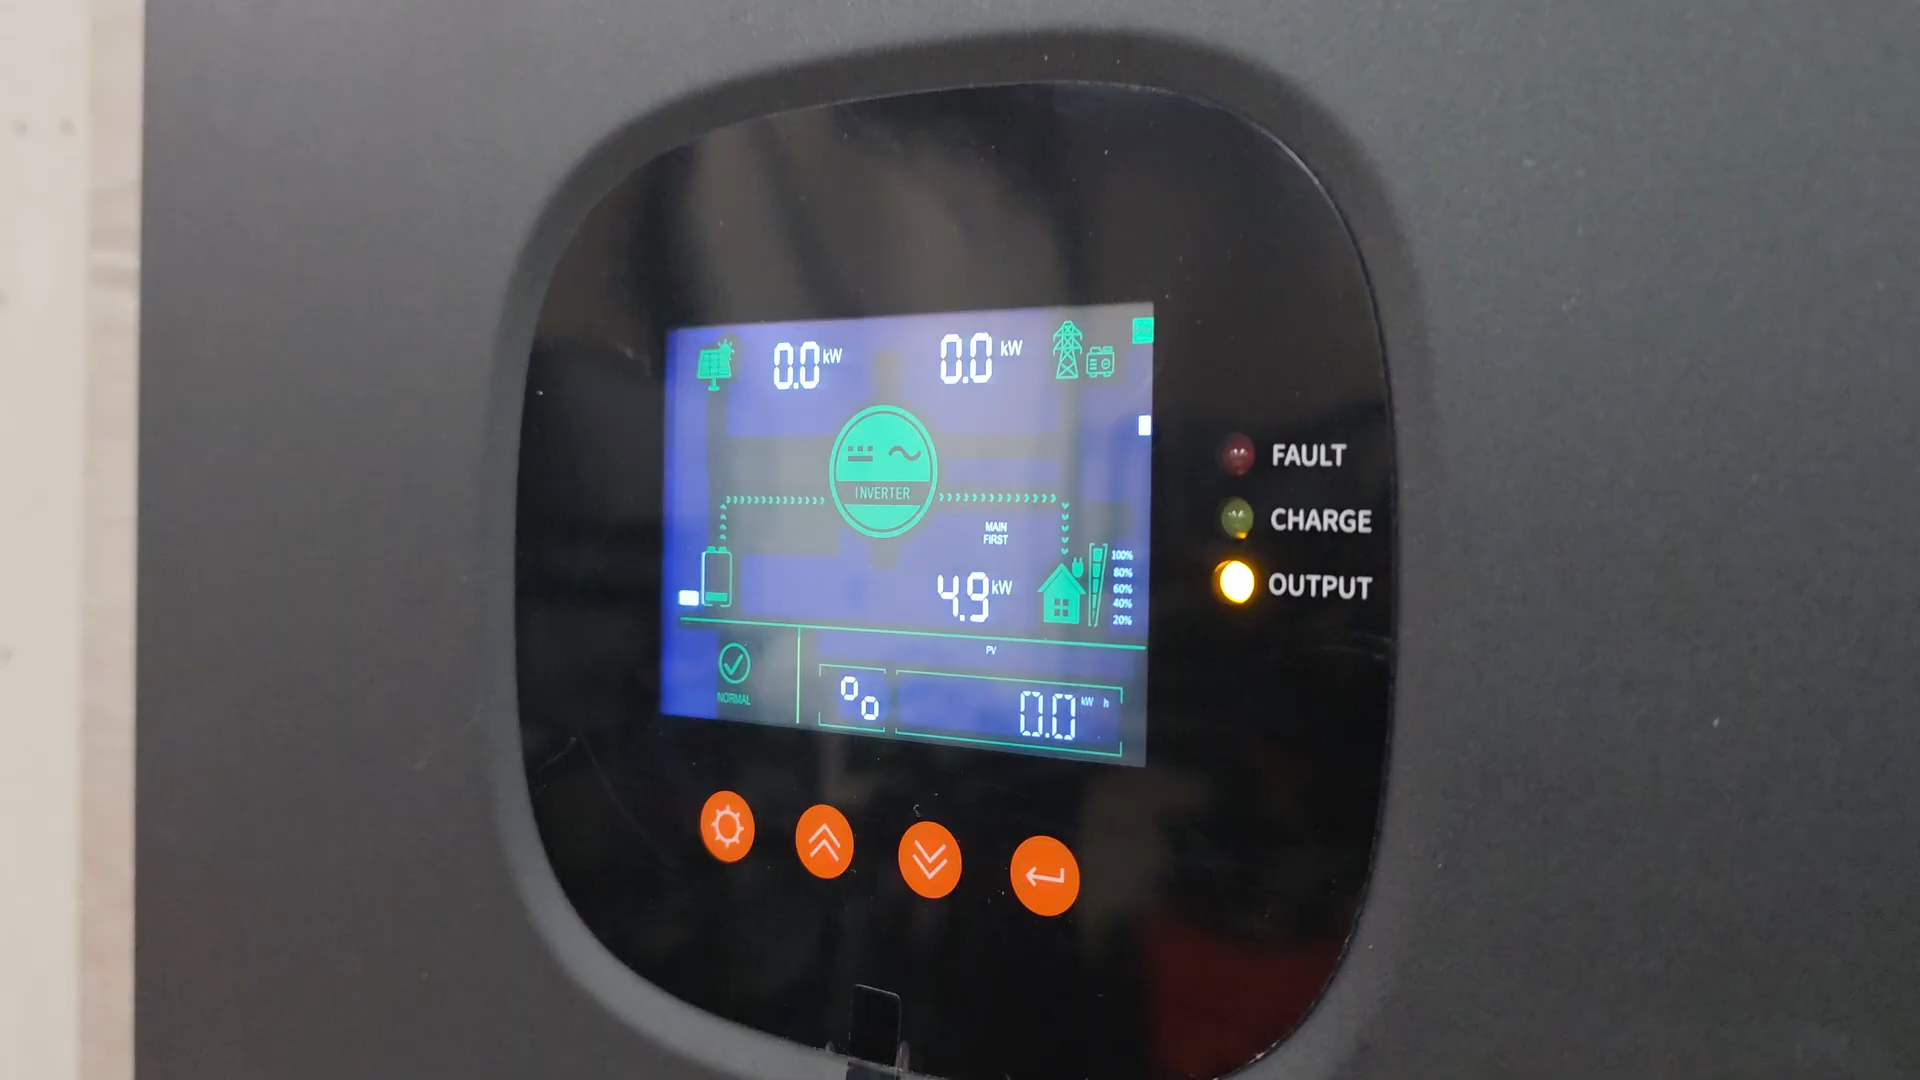 0.0 kW
0.0 kW
INVERTER
MAIN
FIRST
4.9 kW
100%
80%
60%
40%
20%
PV
NORMAL
0.0 kW h
FAULT
CHARGE
OUTPUT